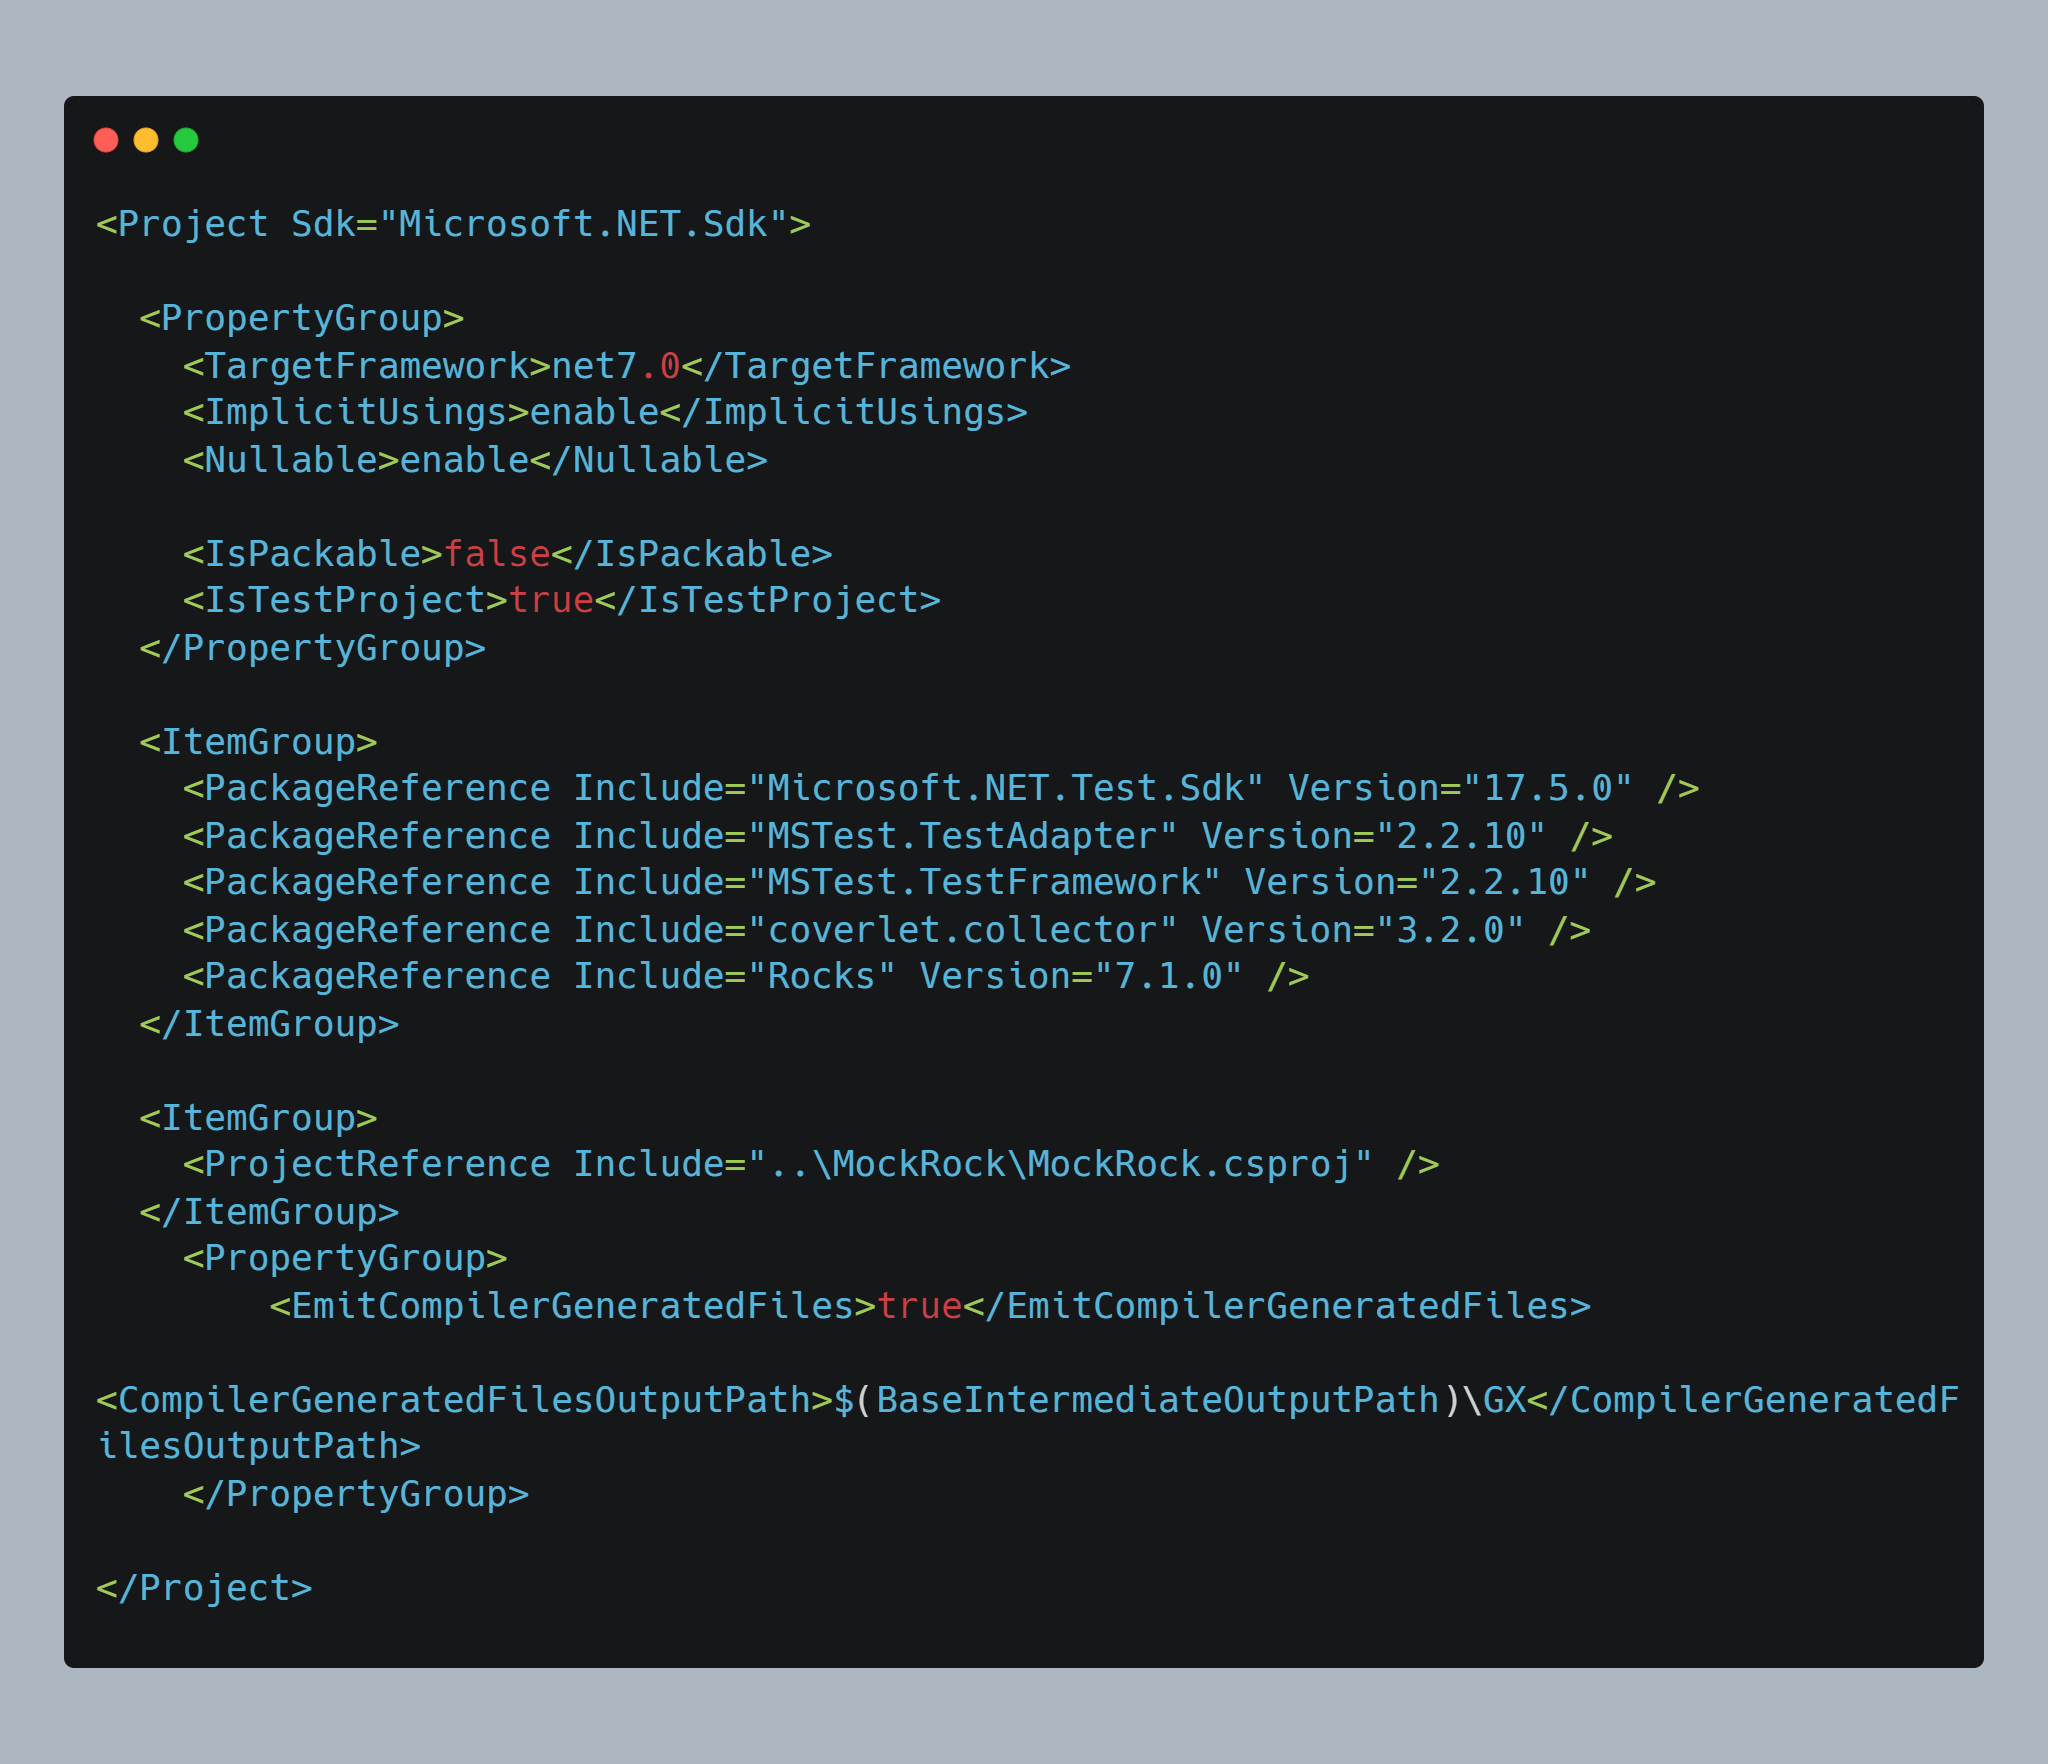 <Project Sdk="Microsoft.NET.Sdk">
  <PropertyGroup>
    <TargetFramework>net7.0</TargetFramework>
    <ImplicitUsings>enable</ImplicitUsings>
    <Nullable>enable</Nullable>
    <IsPackable>false</IsPackable>
    <IsTestProject>true</IsTestProject>
  </PropertyGroup>
  <ItemGroup>
    <PackageReference Include="Microsoft.NET.Test.Sdk" Version="17.5.0" />
    <PackageReference Include="MSTest.TestAdapter" Version="2.2.10" />
    <PackageReference Include="MSTest.TestFramework" Version="2.2.10" />
    <PackageReference Include="coverlet.collector" Version="3.2.0" />
    <PackageReference Include="Rocks" Version="7.1.0" />
  </ItemGroup>
  <ItemGroup>
    <ProjectReference Include="..\MockRock\MockRock.csproj" />
  </ItemGroup>
    <PropertyGroup>
        <EmitCompilerGeneratedFiles>true</EmitCompilerGeneratedFiles>
<CompilerGeneratedFilesOutputPath>$(BaseIntermediateOutputPath)\GX</CompilerGeneratedF
ilesOutputPath>
    </PropertyGroup>
</Project>